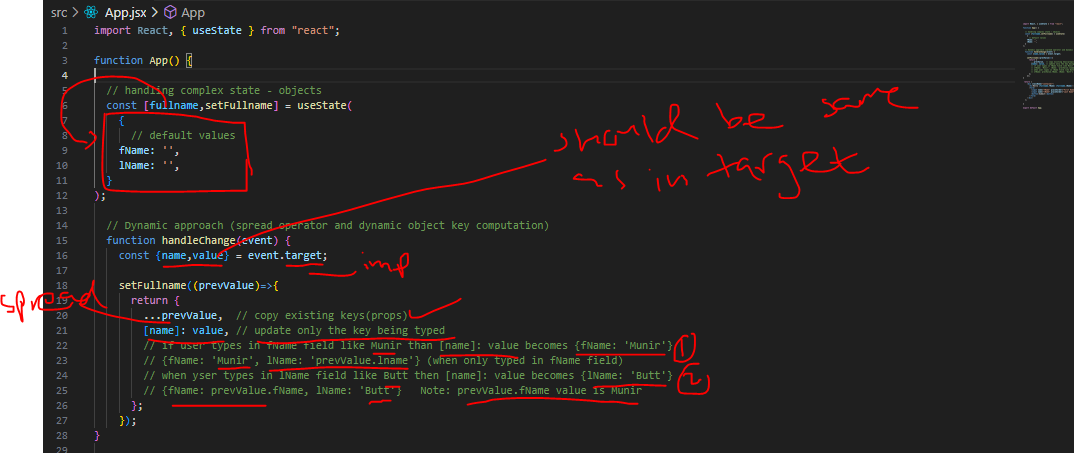 src > App.jsx > App
1 import React, { useState } from "react";
2
3 function App() {
4
5 // handling complex state - objects
6 const [fullname,setFullname] = useState(
7 {
8 // default values
9 fName: '',
10 lName: '',
11 }
12 );
13
14 // Dynamic approach (spread operator and dynamic object key computation)
15 function handleChange(event) {
16 const {name,value} = event.target;
17
18 setFullname((prevValue)=>{
19 return {
20 ...prevValue, // copy existing keys(props)
21 [name]: value, // update only the key being typed
22 // if user types in fName field like Munir than [name]: value becomes {fName: 'Munir'}
23 // {fName: 'Munir', lName: 'prevValue.lname'} (when only typed in fName field)
24 // when yser types in lName field like Butt then [name]: value becomes {lName: 'Butt'}
25 // {fName: prevValue.fName, lName: 'Butt'} Note: prevValue.fName value is Munir
26 };
27 });
28 }
29
should be same
as in target
imp
spread
1)
2)